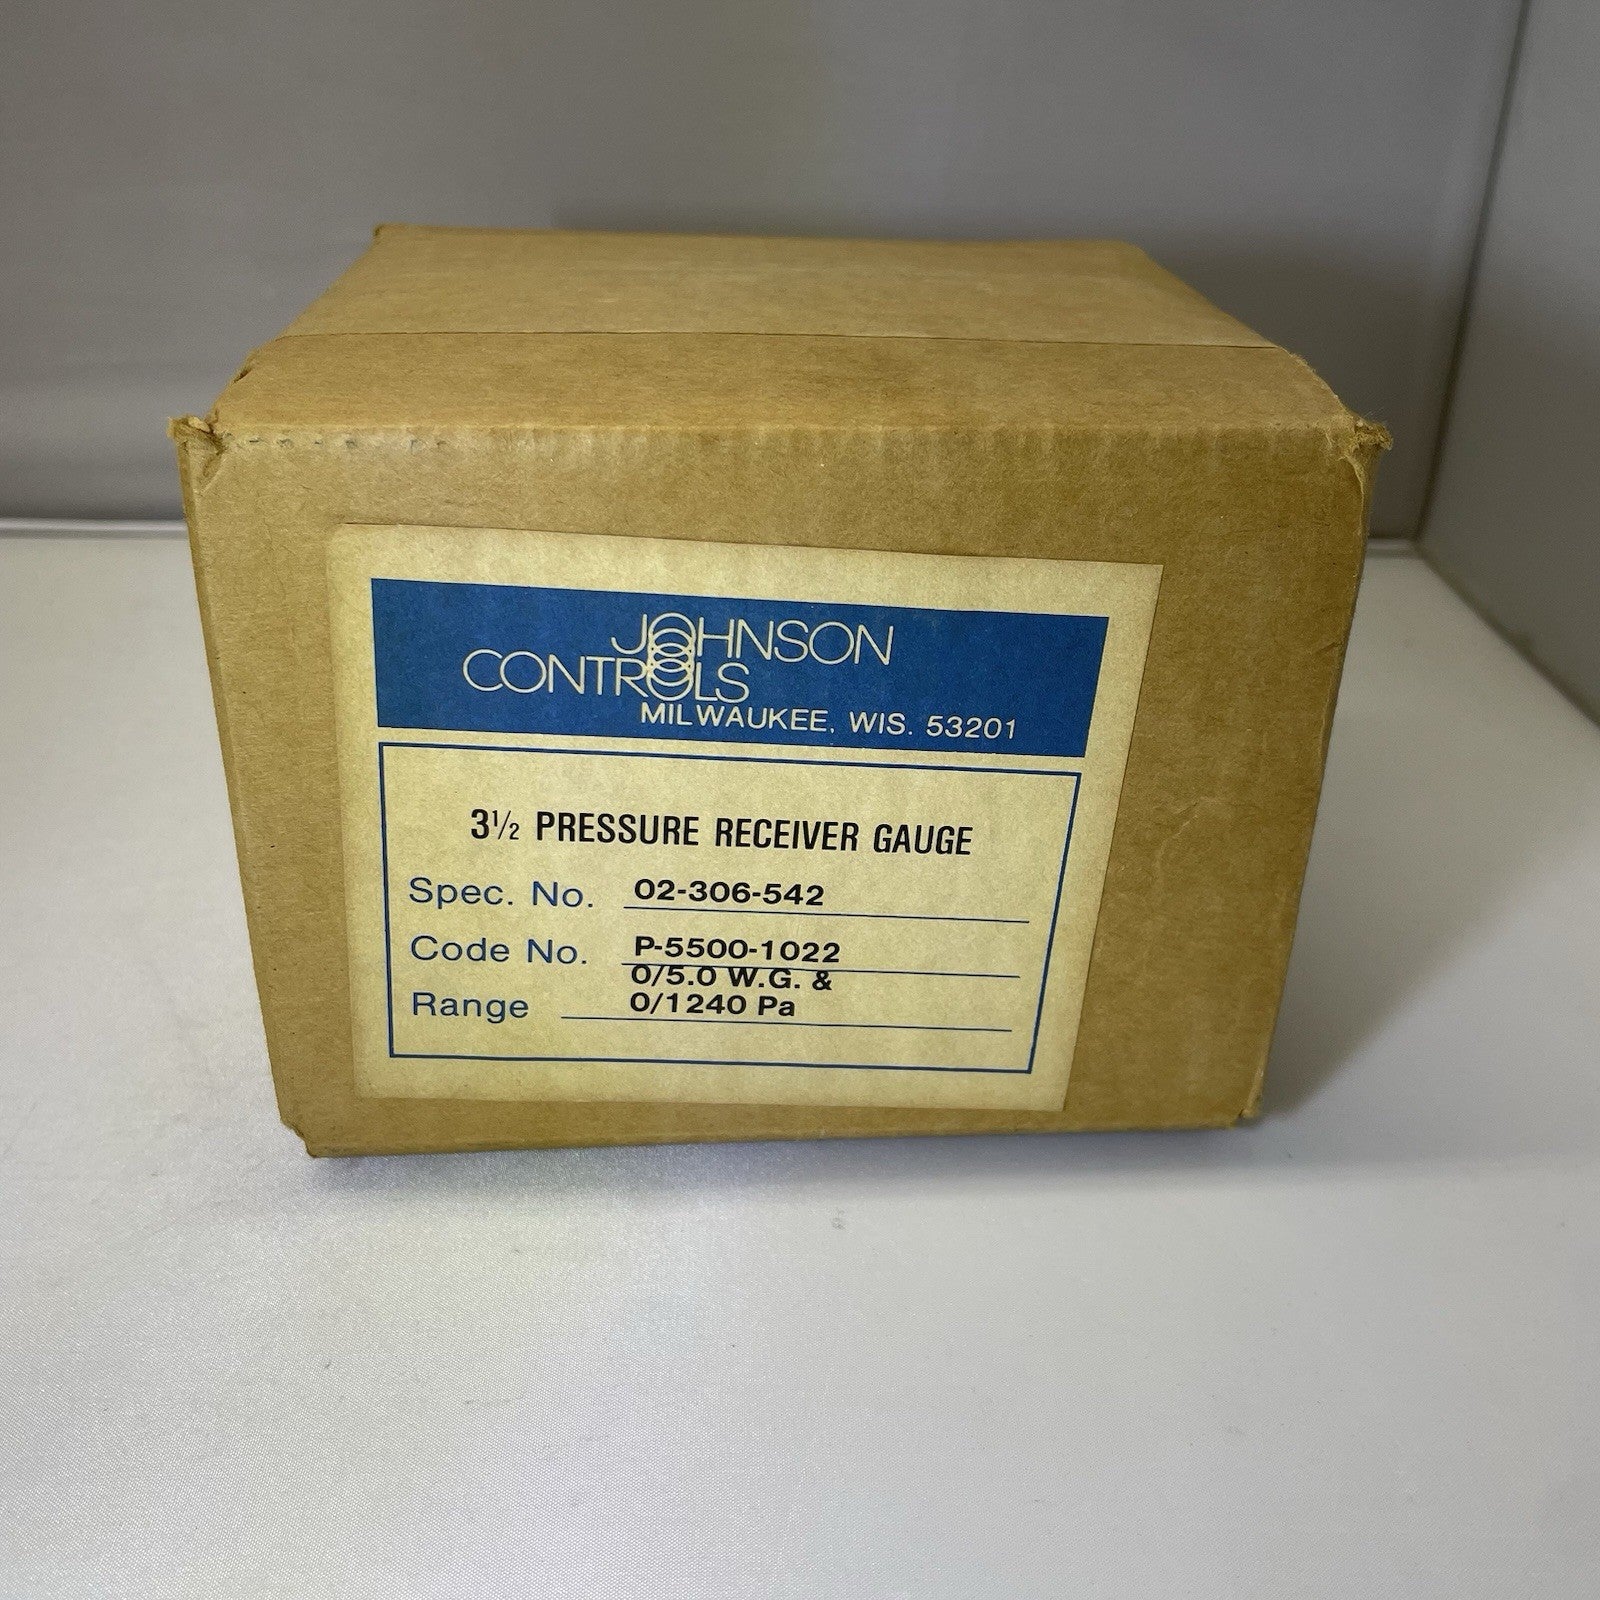 JOHNSON
CONTROLS
MILWAUKEE, WIS. 53201
3½ PRESSURE RECEIVER GAUGE
Spec. No. 02-306-542
Code No. P-5500-1022
0/5.0 W.G. &
Range 0/1240 Pa